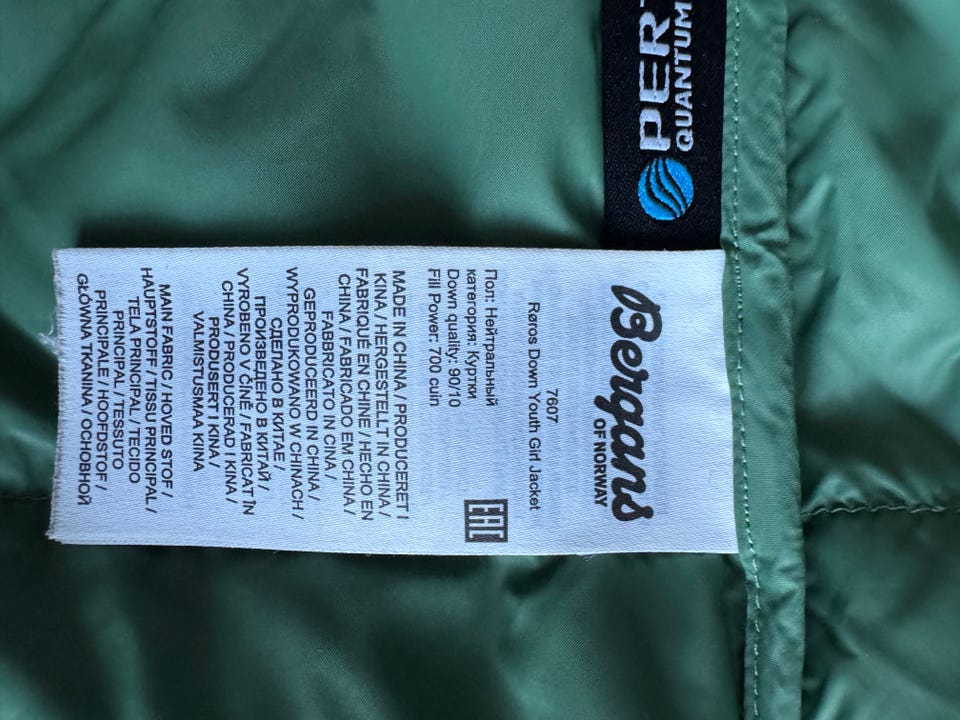 PERT
QUANTUM
Bergans
OF NORWAY
7907
Røros Down Youth Girl Jacket
Пол: Нейтральный
категория: Куртки
Down quality: 90/10
Fill Power: 700 cuin
EAC
MADE IN CHINA / PRODUCERET I
KINA / HERGESTELLT IN CHINA /
FABRIQUÉ EN CHINE / HECHO EN
CHINA / FABRICADO EM CHINA /
FABBRICATO IN CINA /
GEPRODUCEERD IN CHINA /
WYPRODUKOWANO W CHINACH /
СДЕЛАНО В КИТАЕ /
ПРОИЗВЕДЕНО В КИТАЙ /
VYROBENO V ČÍNĚ / FABRICAT ÎN
CHINA / PRODUCERAD I KINA /
PRODUSERT I KINA /
VALMISTUSMAA KIINA
MAIN FABRIC / HOVED STOF /
HAUPTSTOFF / TISSU PRINCIPAL /
TELA PRINCIPAL / TECIDO
PRINCIPAL / TESSUTO
PRINCIPALE / HOOFDSTOF /
GŁÓWNA TKANINA / ОСНОВНОЙ